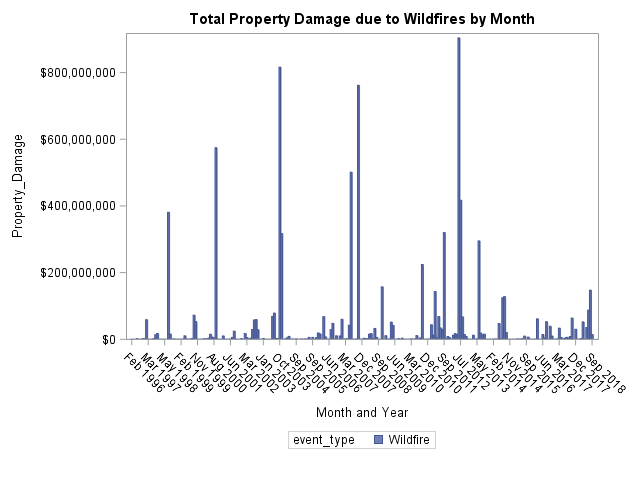 Total Property Damage due to Wildfires by Month
Property_Damage
$800,000,000
$600,000,000
$400,000,000
$200,000,000
$0
Feb 1996
Mar 1997
May 1998
Feb 1999
Nov 1999
Aug 2000
Jun 2001
Mar 2002
Jan 2003
Oct 2003
Sep 2004
Sep 2005
Jun 2006
Mar 2007
Dec 2007
Sep 2008
Jun 2009
Mar 2010
Dec 2010
Sep 2011
Jul 2012
May 2013
Feb 2014
Nov 2014
Sep 2015
Jun 2016
Mar 2017
Dec 2017
Sep 2018
Month and Year
event_type
Wildfire